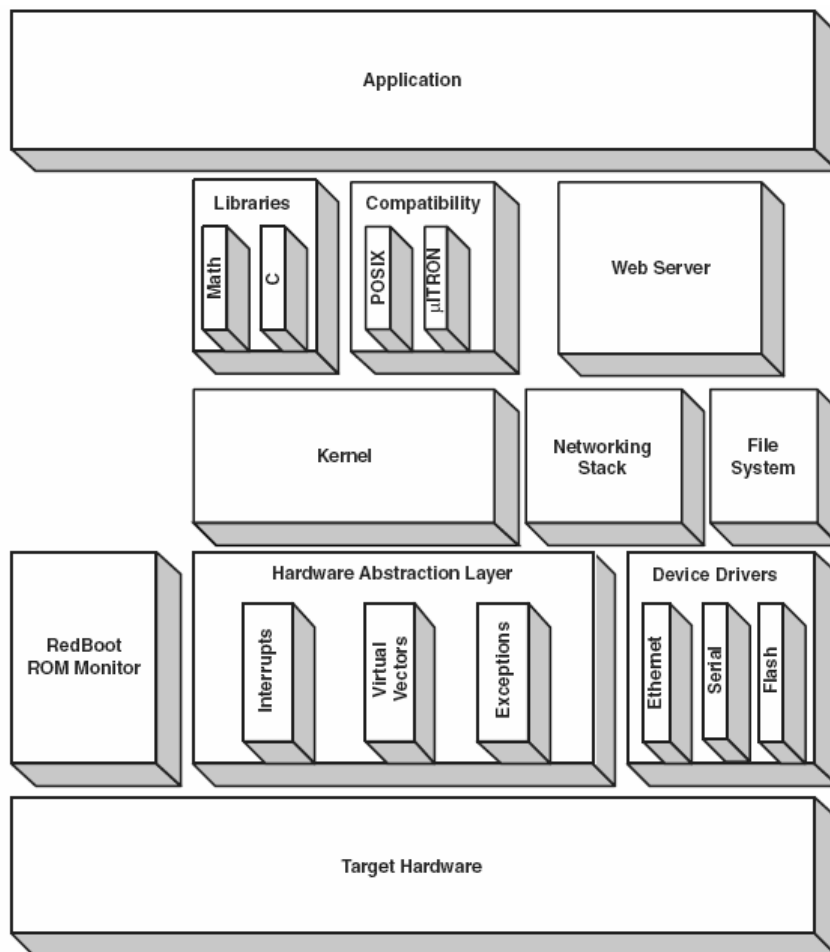 Application
Libraries
Math
C
Compatibility
POSIX
µITRON
Web Server
Kernel
Networking
Stack
File
System
RedBoot
ROM Monitor
Hardware Abstraction Layer
Interrupts
Virtual
Vectors
Exceptions
Device Drivers
Ethernet
Serial
Flash
Target Hardware